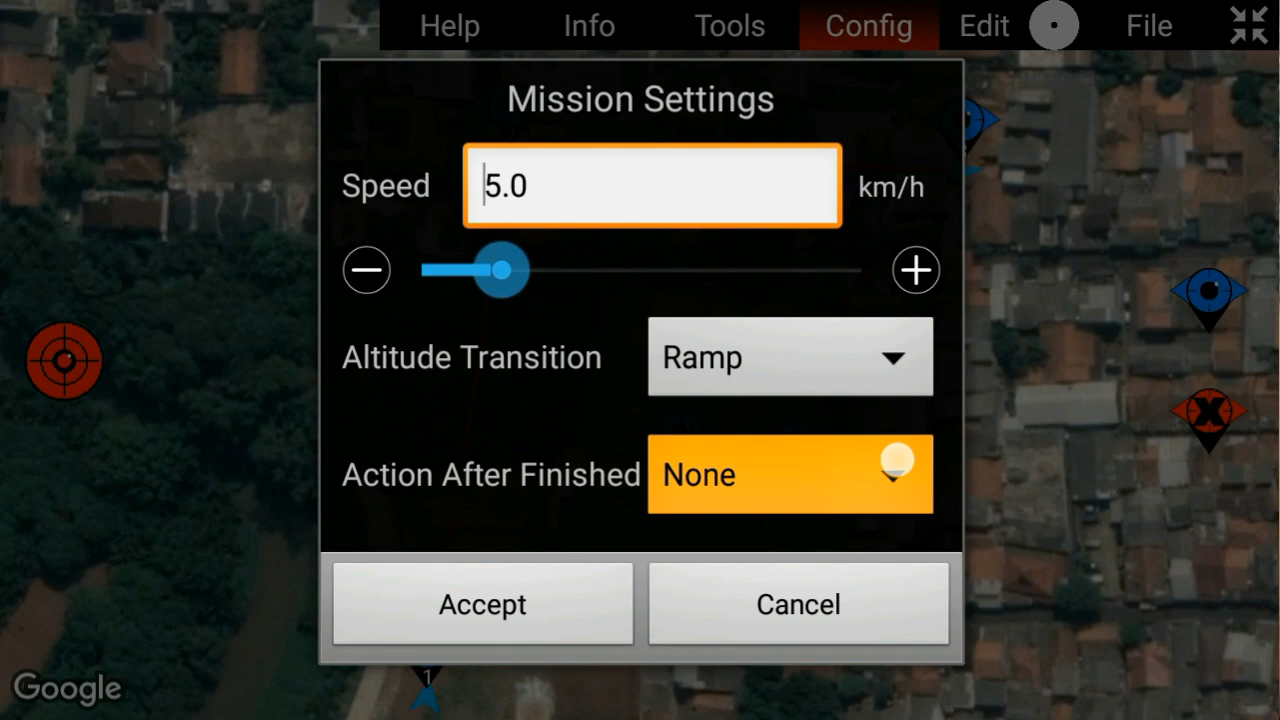 Help Info Tools Config Edit File
Mission Settings
Speed 5.0 km/h
Altitude Transition Ramp
Action After Finished None
Accept Cancel
1
Google